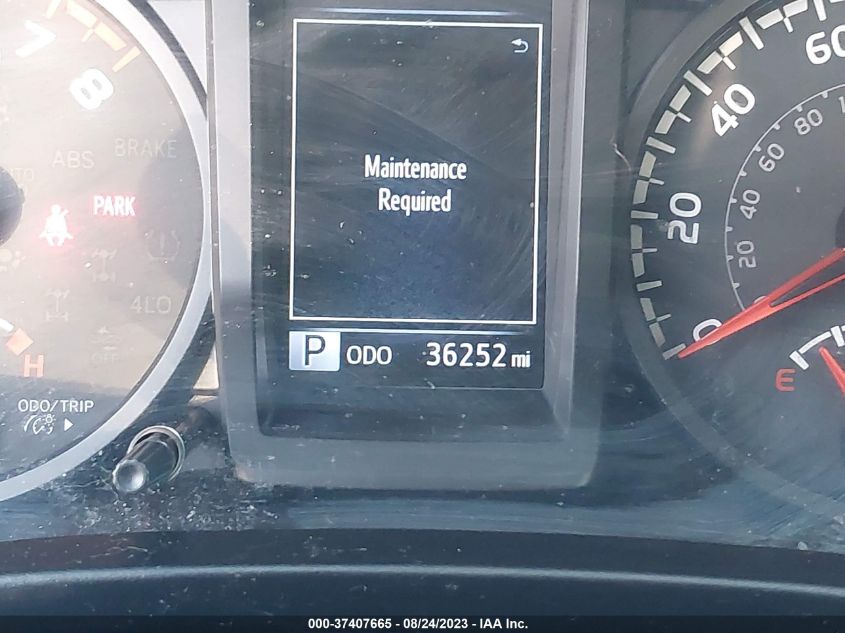 7
8
ABS
BRAKE
PARK
4LO
OFF
H
ODO/TRIP
Maintenance
Required
P ODO 36252 mi
0
20
40
60
20
40
60
80
E
000-37407665 - 08/24/2023 - IAA Inc.